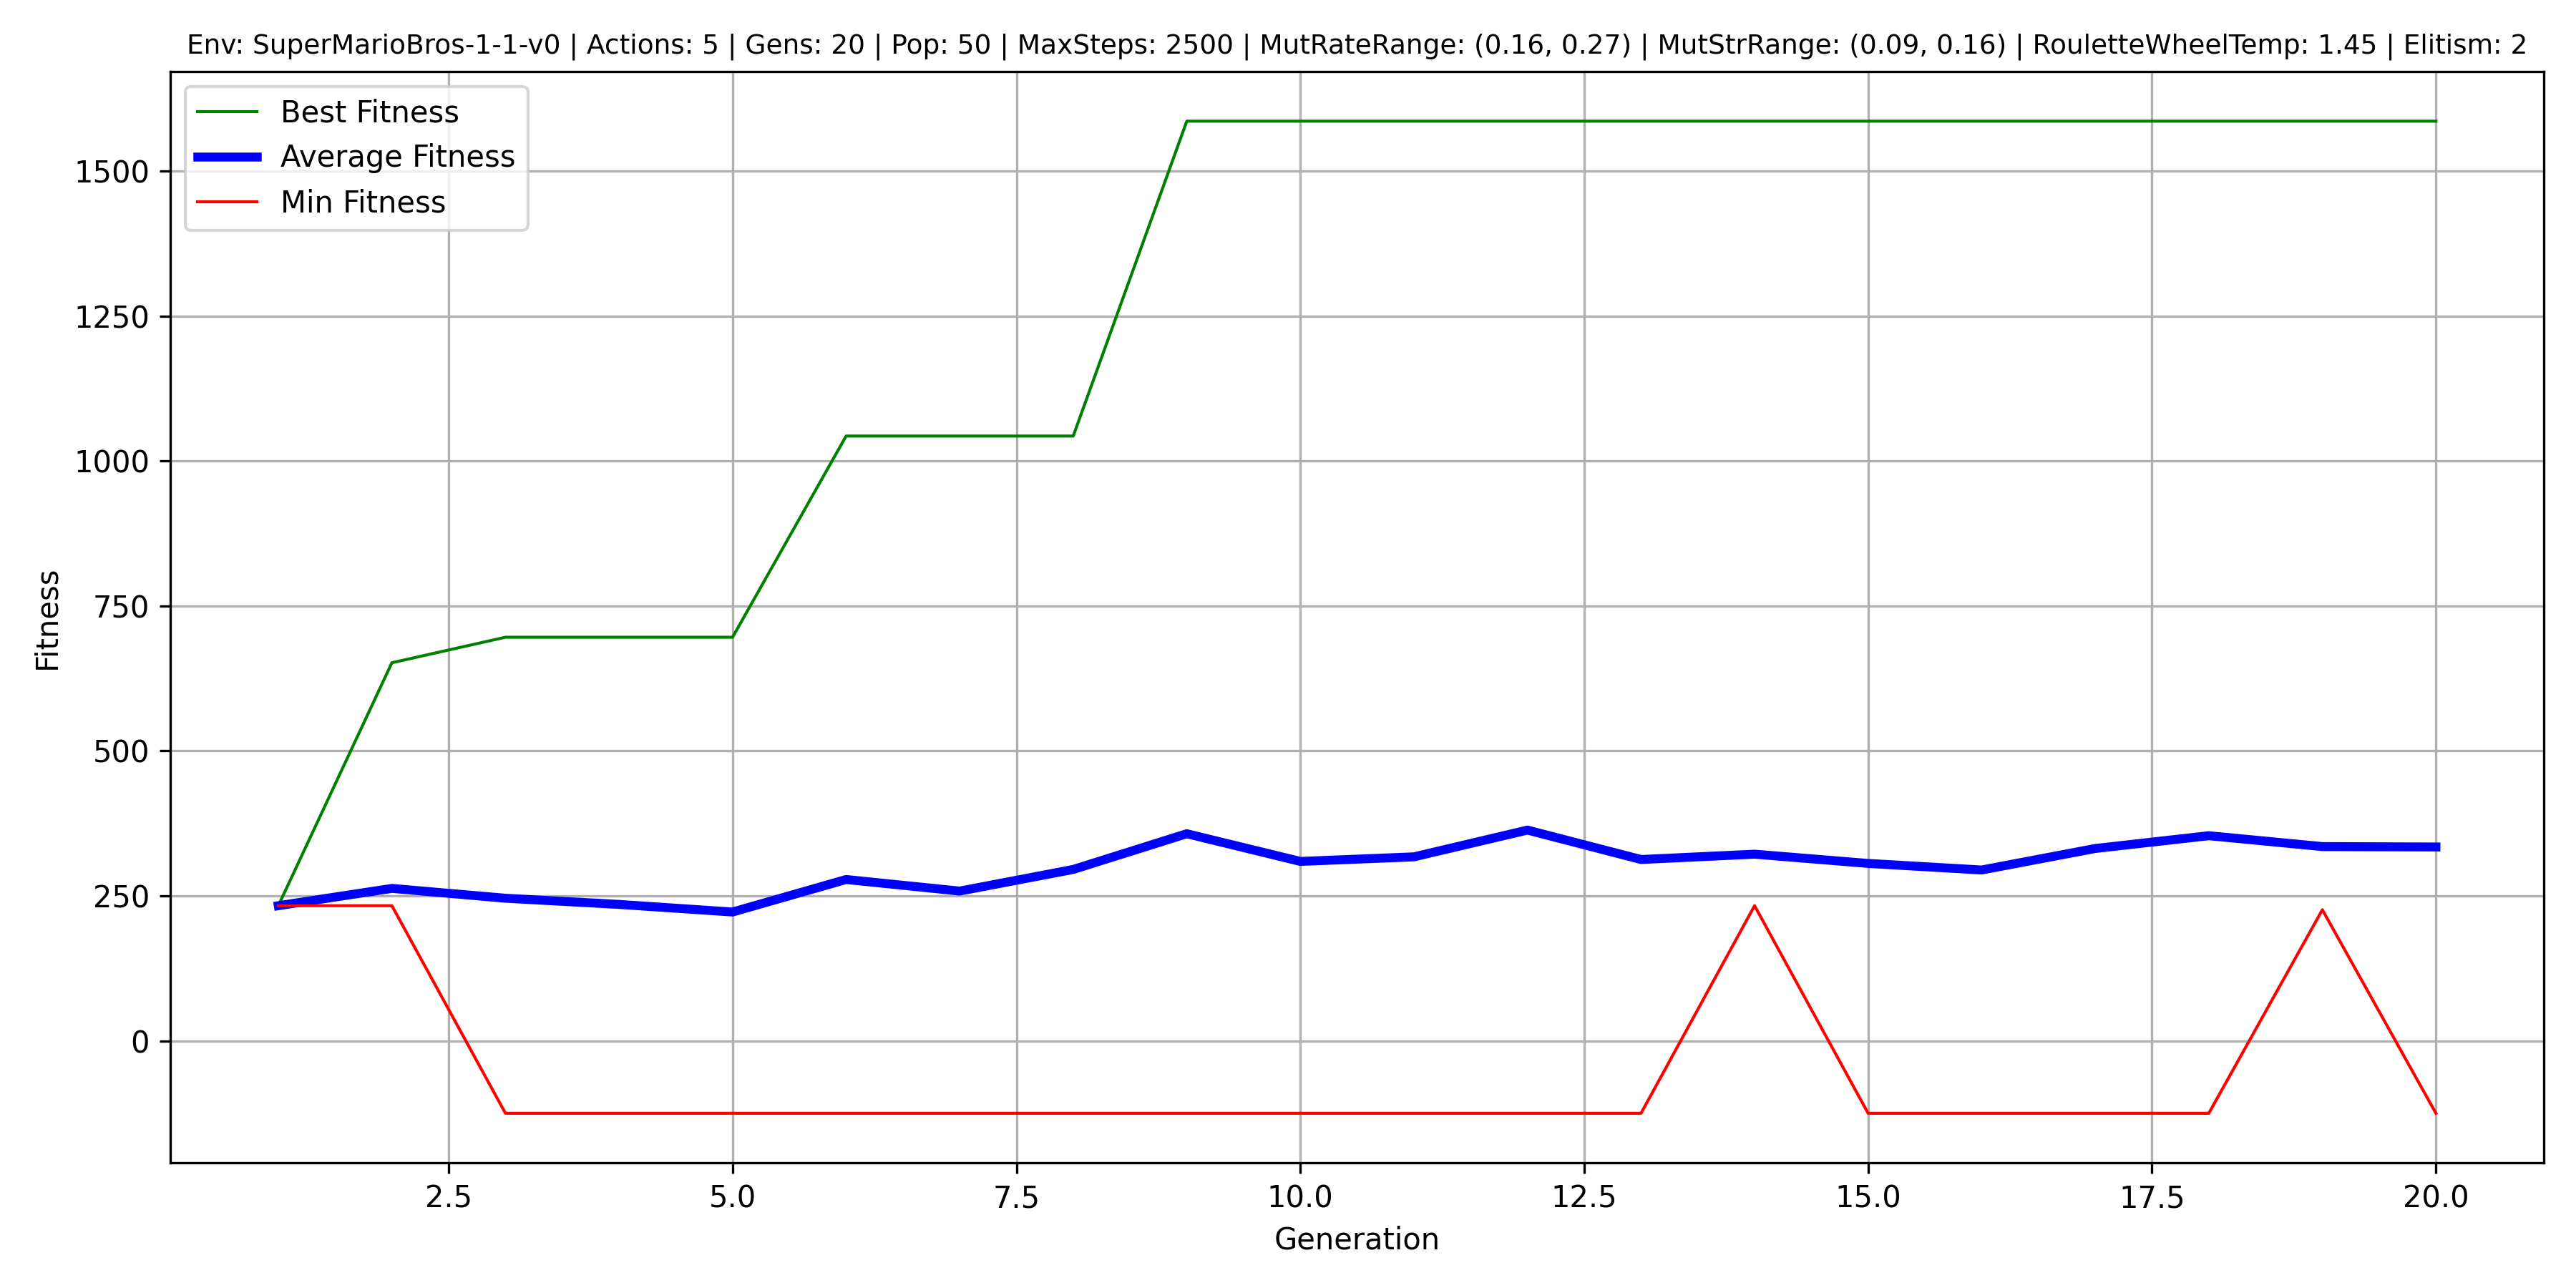 Env: SuperMarioBros-1-1-v0 | Actions: 5 | Gens: 20 | Pop: 50 | MaxSteps: 2500 | MutRateRange: (0.16, 0.27) | MutStrRange: (0.09, 0.16) | RouletteWheelTemp: 1.45 | Elitism: 2
Best Fitness
Average Fitness
Min Fitness
1500
1250
1000
750
500
250
0
Fitness
2.5 5.0 7.5 10.0 12.5 15.0 17.5 20.0
Generation